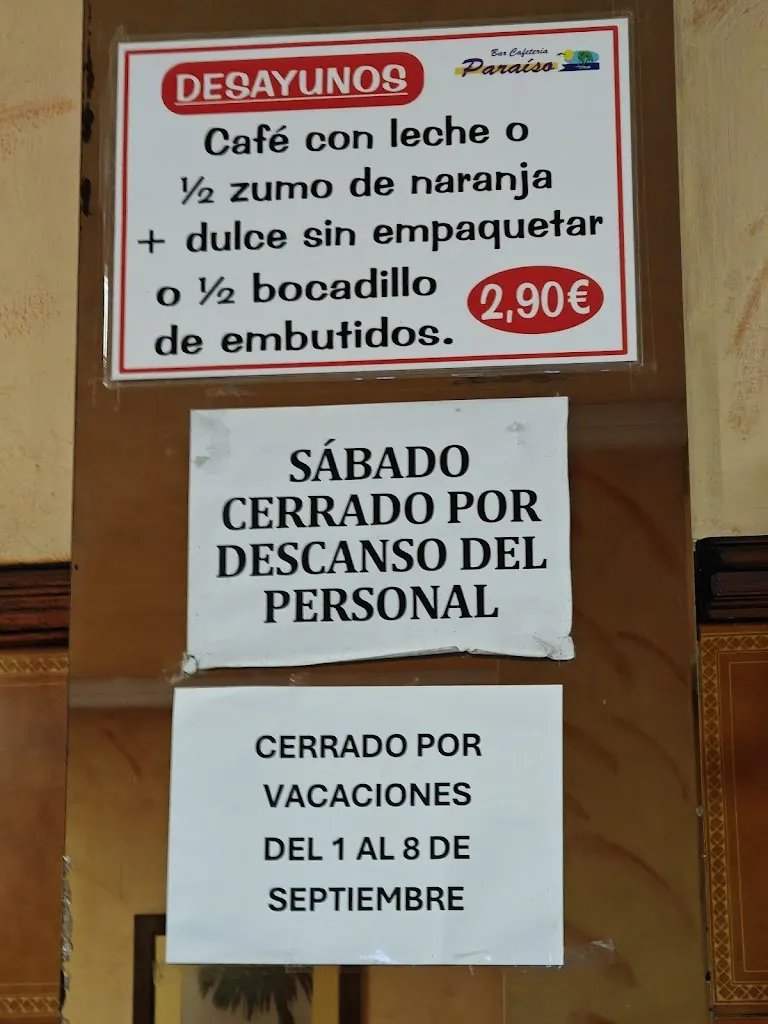 DESAYUNOS
Bar Cafetería
Paraíso
Café con leche o
½ zumo de naranja
+ dulce sin empaquetar
o ½ bocadillo
de embutidos.
2,90€
SÁBADO
CERRADO POR
DESCANSO DEL
PERSONAL
CERRADO POR
VACACIONES
DEL 1 AL 8 DE
SEPTIEMBRE